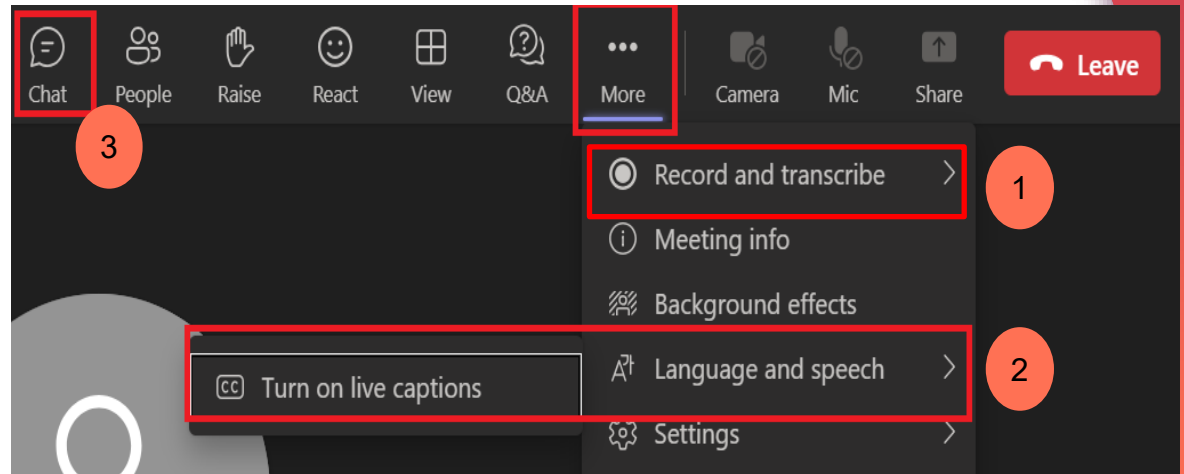 Chat People Raise React View Q&A More Camera Mic Share Leave
3
Record and transcribe
1
Meeting info
Background effects
Language and speech
2
CC Turn on live captions
Settings
O